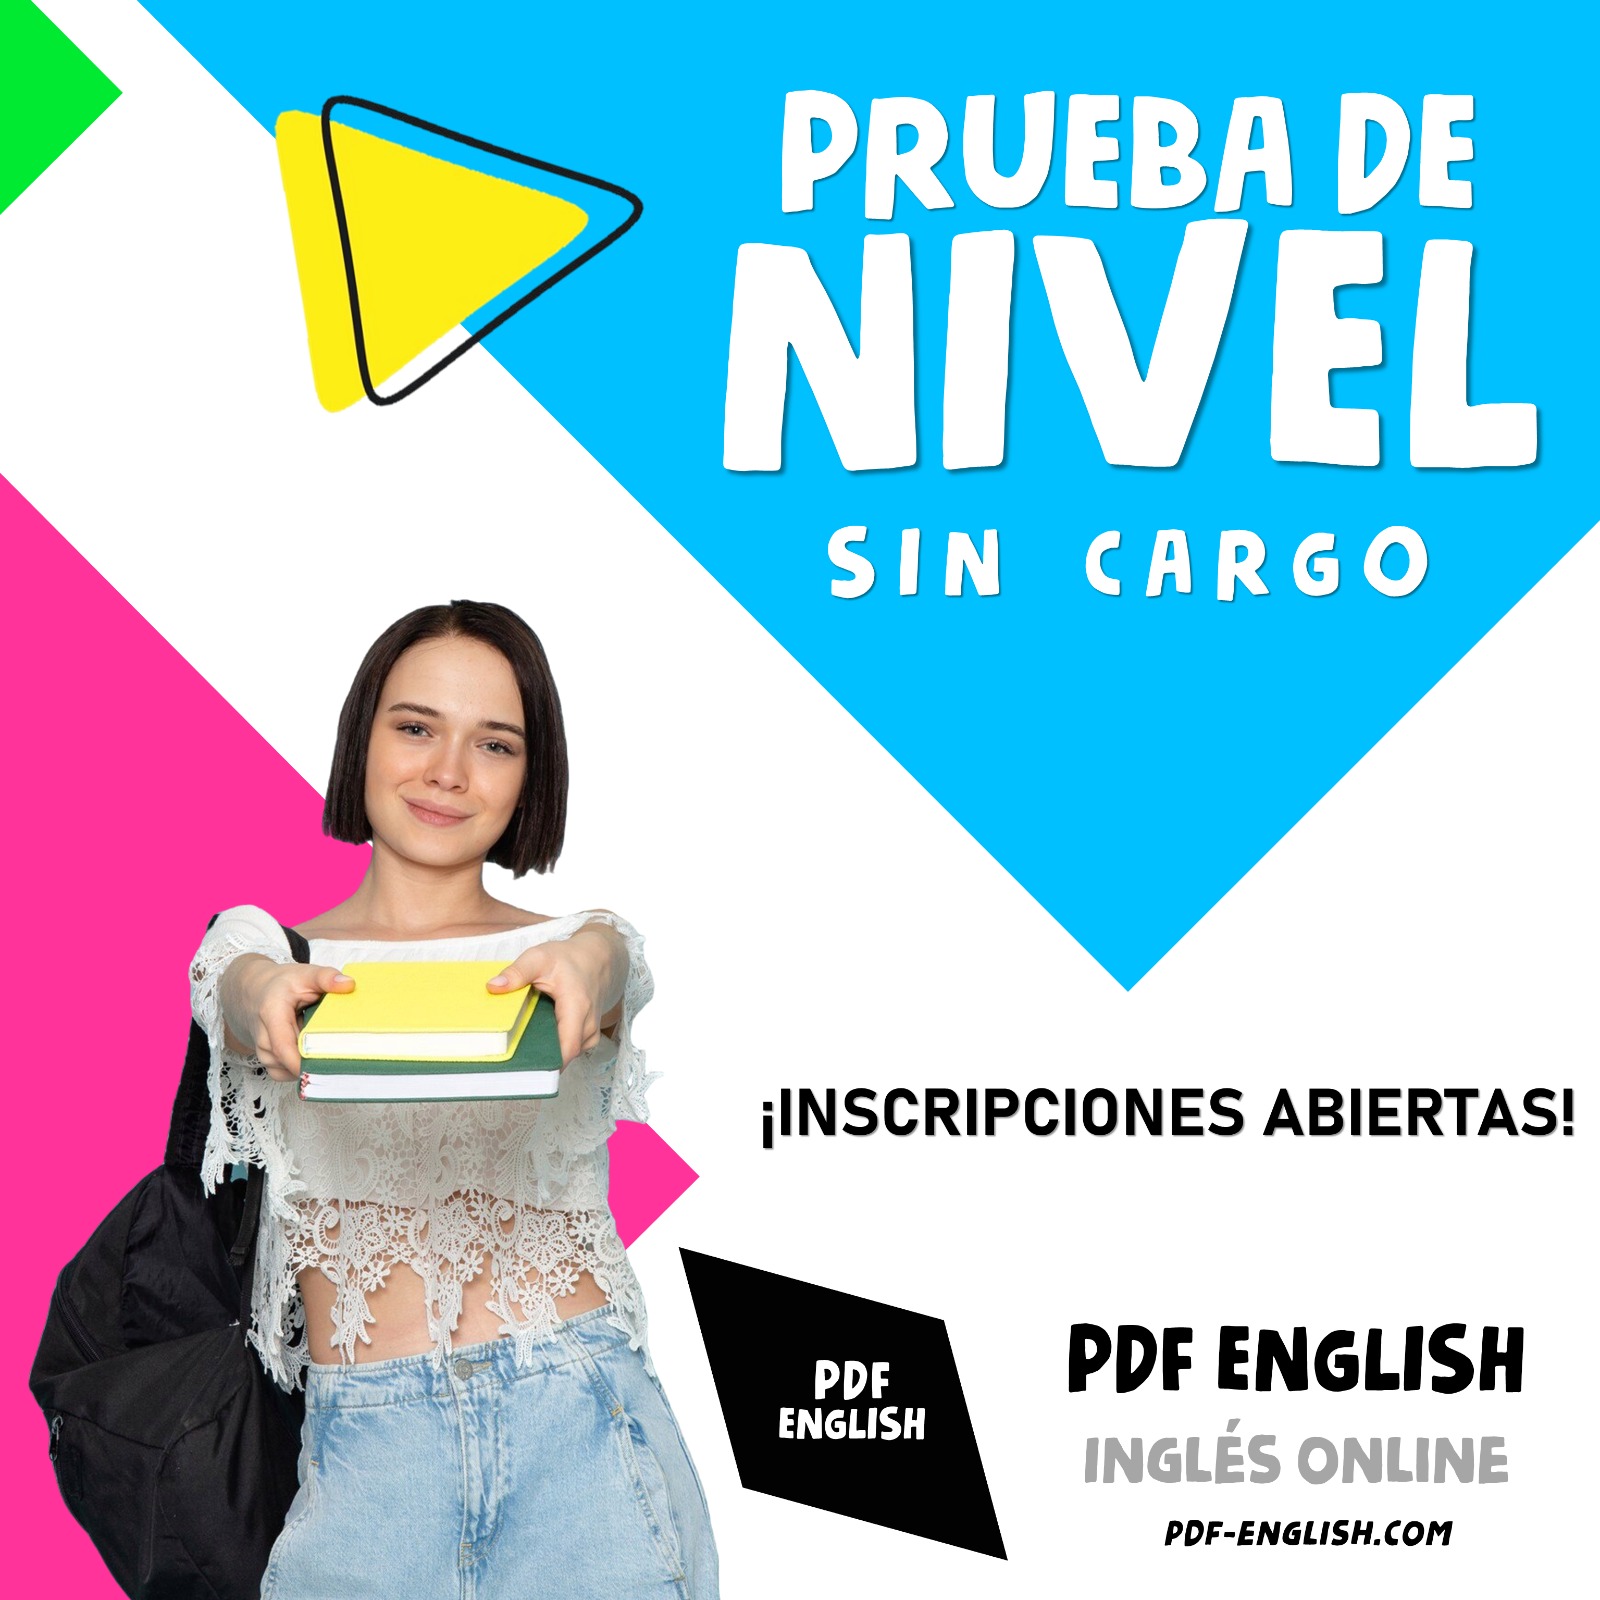 PRUEBA DE
NIVEL
SIN CARGO
¡INSCRIPCIONES ABIERTAS!
PDF
ENGLISH
PDF ENGLISH
INGLÉS ONLINE
PDF-ENGLISH.COM